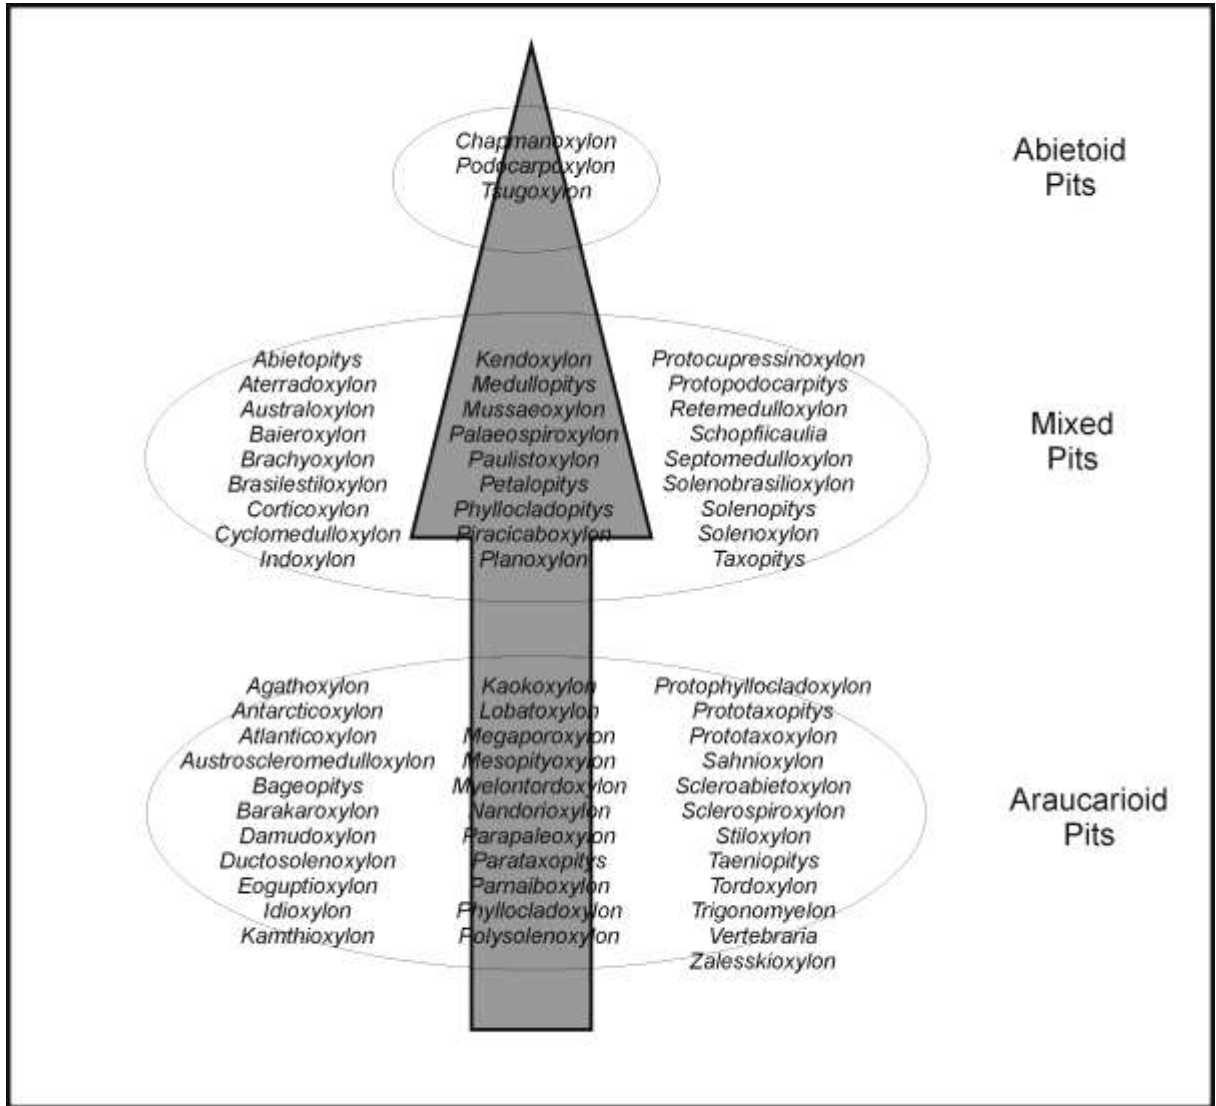 Chapmanoxylon
Podocarpoxylon
Tsugoxylon
Abietoid
Pits
Abietopitys
Aterradoxylon
Australoxylon
Baieroxylon
Brachyoxylon
Brasilestiloxylon
Corticoxylon
Cyclomedulloxylon
Indoxylon
Kendoxylon
Medullopitys
Mussaeoxylon
Palaeospiroxylon
Paulistoxylon
Petalopitys
Phyllocladopitys
Piracicaboxylon
Planoxylon
Protocupressinoxylon
Protopodocarpitys
Retemedulloxylon
Schopfiicaulia
Septomedulloxylon
Solenobrasilioxylon
Solenopitys
Solenoxylon
Taxopitys
Mixed
Pits
Agathoxylon
Antarcticoxylon
Atlanticoxylon
Austroscleromedulloxylon
Bageopitys
Barakaroxylon
Damudoxylon
Ductosolenoxylon
Eoguptioxylon
Idioxylon
Kamthioxylon
Kaokoxylon
Lobatoxylon
Megaporoxylon
Mesopityoxylon
Myelontordoxylon
Nandorioxylon
Parapaleoxylon
Parataxopitys
Parnaiboxylon
Phyllocladoxylon
Polysolenoxylon
Protophyllocladoxylon
Prototaxopitys
Prototaxoxylon
Sahnioxylon
Scleroabietoxylon
Sclerospiroxylon
Stiloxylon
Taeniopitys
Tordoxylon
Trigonomyelon
Vertebraria
Zalesskioxylon
Araucarioid
Pits